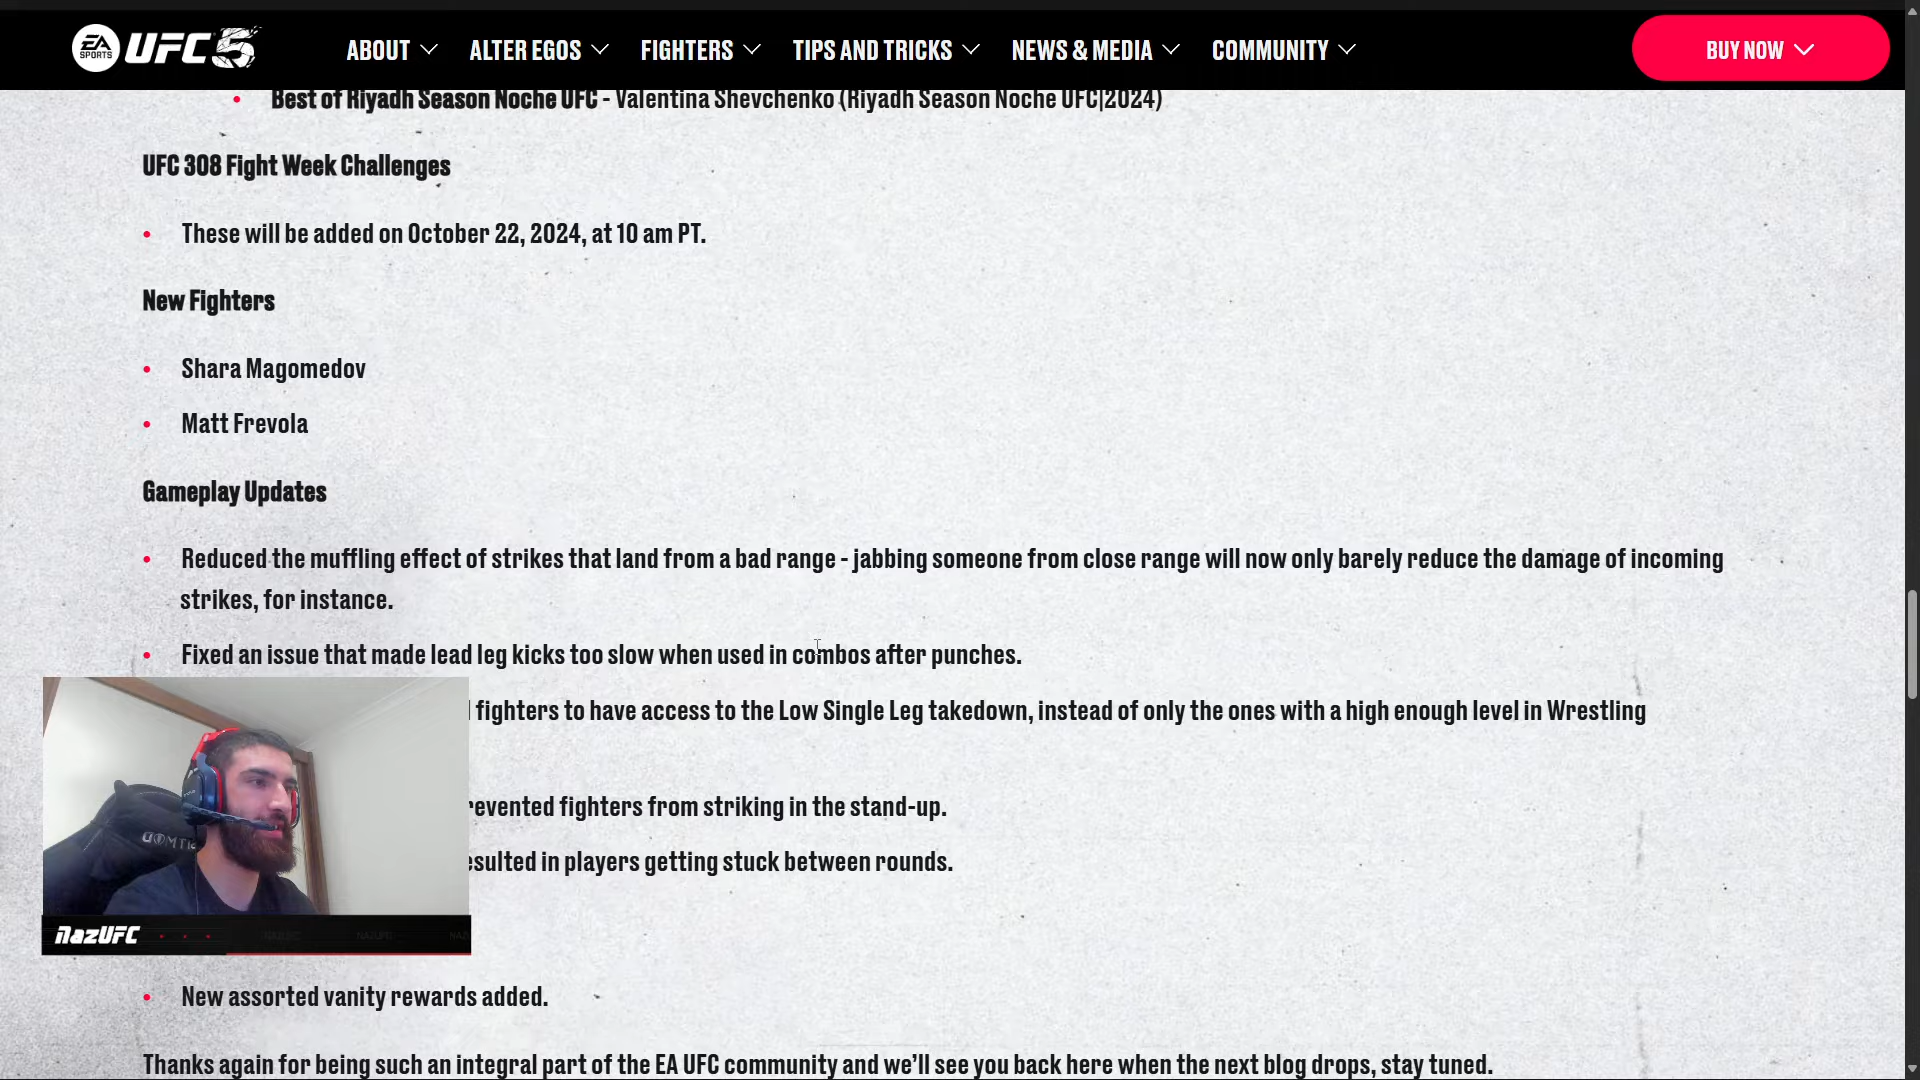 EA SPORTS UFC 5 ABOUT ALTER EGOS FIGHTERS TIPS AND TRICKS NEWS & MEDIA COMMUNITY BUY NOW
Best of Riyadh Season Noche UFC - Valentina Shevchenko (Riyadh Season Noche UFC|2024)
UFC 308 Fight Week Challenges
These will be added on October 22, 2024, at 10 am PT.
New Fighters
Shara Magomedov
Matt Frevola
Gameplay Updates
Reduced the muffling effect of strikes that land from a bad range - jabbing someone from close range will now only barely reduce the damage of incoming
strikes, for instance.
Fixed an issue that made lead leg kicks too slow when used in combos after punches.
fighters to have access to the Low Single Leg takedown, instead of only the ones with a high enough level in Wrestling
revented fighters from striking in the stand-up.
esulted in players getting stuck between rounds.
NazUFC
New assorted vanity rewards added.
Thanks again for being such an integral part of the EA UFC community and we’ll see you back here when the next blog drops, stay tuned.